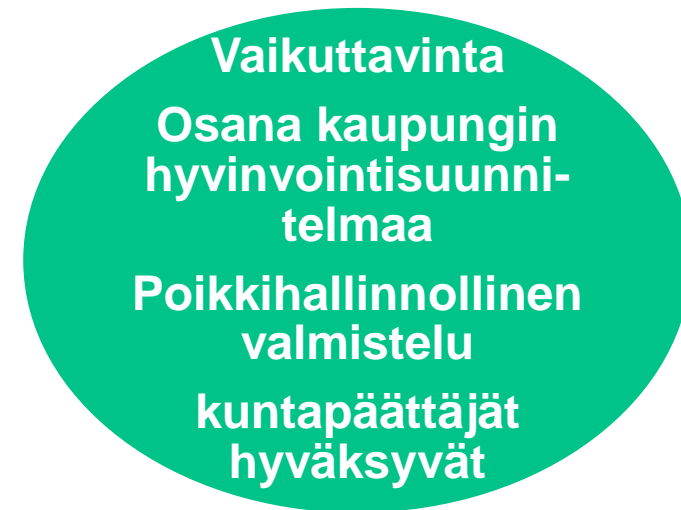 Vaikuttavinta
Osana kaupungin
hyvinvointisuunni-
telmaa
Poikkihallinnollinen
valmistelu
kuntapäättäjät
hyväksyvät